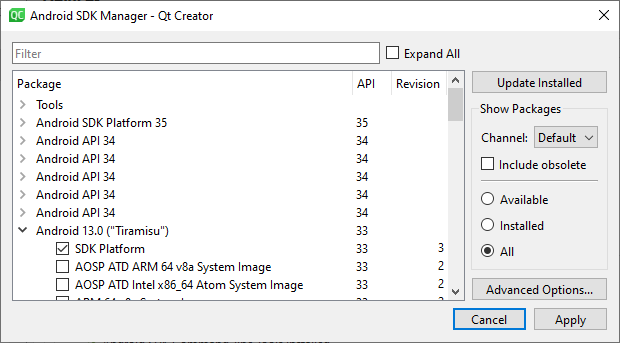 QC Android SDK Manager - Qt Creator
Filter Expand All
Package API Revision
Tools
Android SDK Platform 35 35
Android API 34 34
Android API 34 34
Android API 34 34
Android API 34 34
Android API 34 34
Android 13.0 ("Tiramisu") 33
SDK Platform 33 3
AOSP ATD ARM 64 v8a System Image 33 2
AOSP ATD Intel x86_64 Atom System Image 33 2
Update Installed
Show Packages
Channel: Default
Include obsolete
Available
Installed
All
Advanced Options...
Cancel Apply